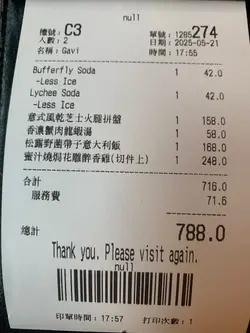 null
檯號: C3 單號: 1285274
人數: 2 日期: 2025-05-21
名稱: Gavi 時間: 17:55
Bufferfly Soda 1 42.0
-Less Ice
Lychee Soda 1 42.0
-Less Ice
意式風乾芝士火腿拼盤 1 158.0
香濃蟹肉龍蝦湯 1 58.0
松露野菌帶子意大利飯 1 168.0
蜜汁燒焗花雕醉香雞(切件上) 1 248.0
合計 716.0
服務費 71.6
總計 788.0
Thank you. Please visit again.
null
印單時間: 17:57 打印次數: 1